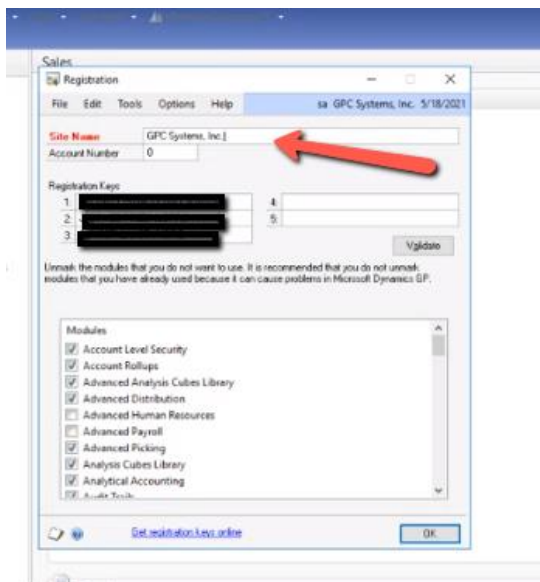 Sales
Registration
File Edit Tools Options Help sa GPC Systems, Inc. 5/18/2021
Site Name GPC Systems, Inc.
Account Number 0
Registration Keys
1: 4:
2: 5:
3:
Validate
Unmark the modules that you do not want to use. It is recommended that you do not unmark
modules that you have already used because it can cause problems in Microsoft Dynamics GP.
Modules
Account Level Security
Account Rollups
Advanced Analysis Cubes Library
Advanced Distribution
Advanced Human Resources
Advanced Payroll
Advanced Picking
Analysis Cubes Library
Analytical Accounting
Audit Trails
Get registration keys online OK